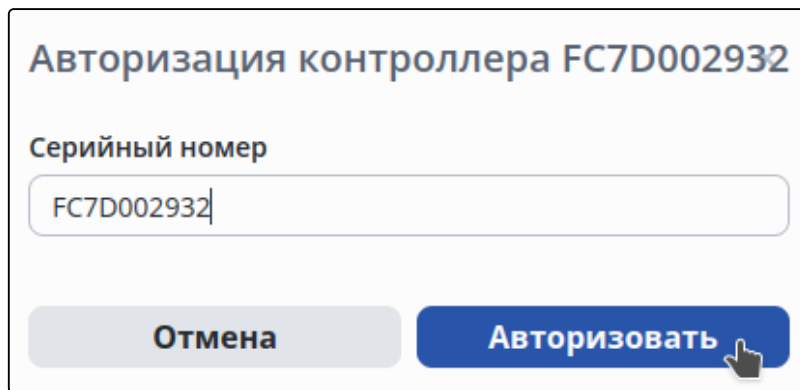 Авторизация контроллера FC7D002932
Серийный номер
FC7D002932
Отмена
Авторизовать